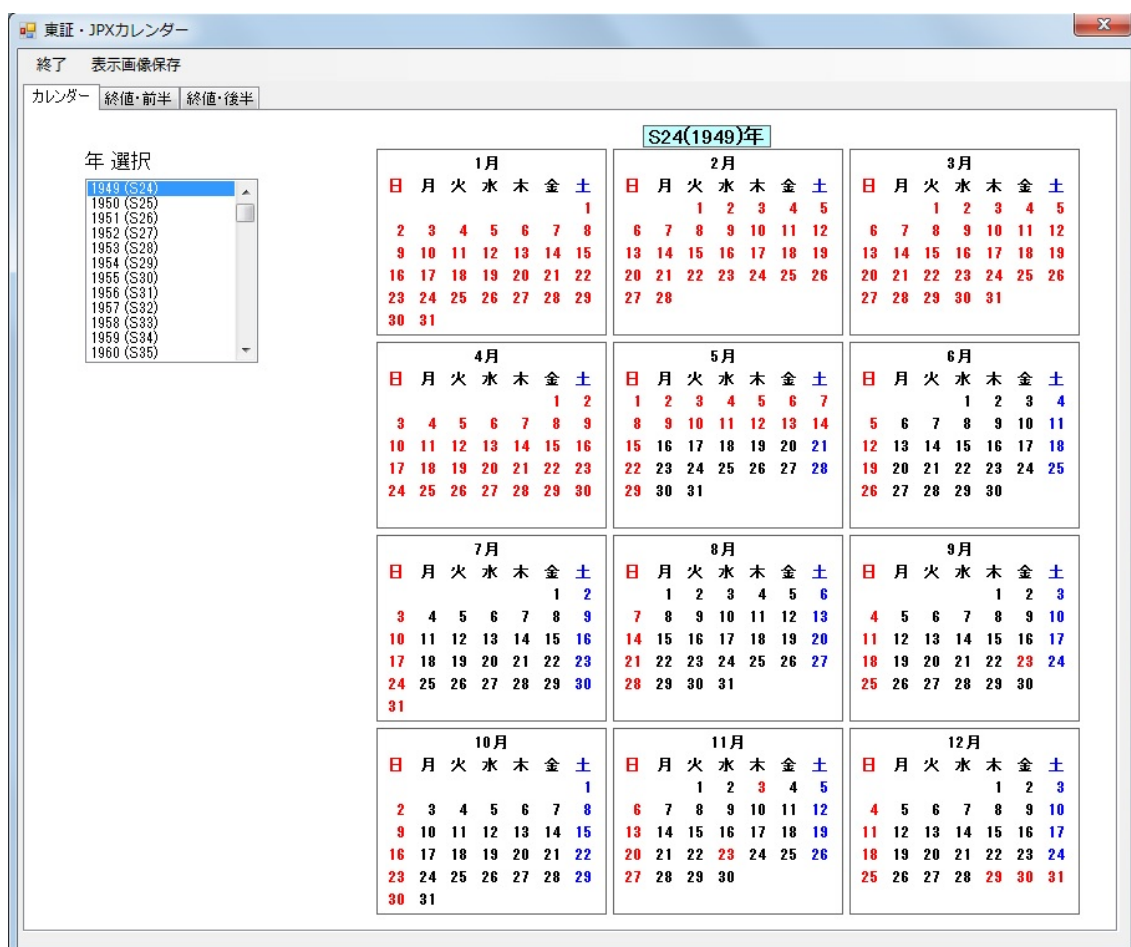 東証・JPXカレンダー
終了 表示画像保存
カレンダー 終値・前半 終値・後半
S24(1949)年
年 選択
1949 (S24)
1950 (S25)
1951 (S26)
1952 (S27)
1953 (S28)
1954 (S29)
1955 (S30)
1956 (S31)
1957 (S32)
1958 (S33)
1959 (S34)
1960 (S35)
1月
日 月 火 水 木 金 土
1
2 3 4 5 6 7 8
9 10 11 12 13 14 15
16 17 18 19 20 21 22
23 24 25 26 27 28 29
30 31
2月
日 月 火 水 木 金 土
1 2 3 4 5
6 7 8 9 10 11 12
13 14 15 16 17 18 19
20 21 22 23 24 25 26
27 28
3月
日 月 火 水 木 金 土
1 2 3 4 5
6 7 8 9 10 11 12
13 14 15 16 17 18 19
20 21 22 23 24 25 26
27 28 29 30 31
4月
日 月 火 水 木 金 土
1 2
3 4 5 6 7 8 9
10 11 12 13 14 15 16
17 18 19 20 21 22 23
24 25 26 27 28 29 30
5月
日 月 火 水 木 金 土
1 2 3 4 5 6 7
8 9 10 11 12 13 14
15 16 17 18 19 20 21
22 23 24 25 26 27 28
29 30 31
6月
日 月 火 水 木 金 土
1 2 3 4
5 6 7 8 9 10 11
12 13 14 15 16 17 18
19 20 21 22 23 24 25
26 27 28 29 30
7月
日 月 火 水 木 金 土
1 2
3 4 5 6 7 8 9
10 11 12 13 14 15 16
17 18 19 20 21 22 23
24 25 26 27 28 29 30
31
8月
日 月 火 水 木 金 土
1 2 3 4 5 6
7 8 9 10 11 12 13
14 15 16 17 18 19 20
21 22 23 24 25 26 27
28 29 30 31
9月
日 月 火 水 木 金 土
1 2 3
4 5 6 7 8 9 10
11 12 13 14 15 16 17
18 19 20 21 22 23 24
25 26 27 28 29 30
10月
日 月 火 水 木 金 土
1
2 3 4 5 6 7 8
9 10 11 12 13 14 15
16 17 18 19 20 21 22
23 24 25 26 27 28 29
30 31
11月
日 月 火 水 木 金 土
1 2 3 4 5
6 7 8 9 10 11 12
13 14 15 16 17 18 19
20 21 22 23 24 25 26
27 28 29 30
12月
日 月 火 水 木 金 土
1 2 3
4 5 6 7 8 9 10
11 12 13 14 15 16 17
18 19 20 21 22 23 24
25 26 27 28 29 30 31